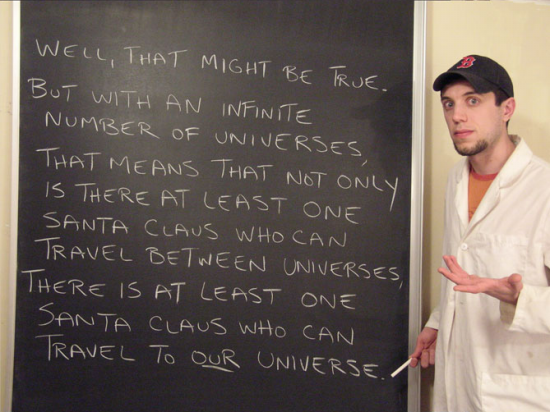 WELL, THAT MIGHT BE TRUE.
BUT WITH AN INFINITE
NUMBER OF UNIVERSES,
THAT MEANS THAT NOT ONLY
IS THERE AT LEAST ONE
SANTA CLAUS WHO CAN
TRAVEL BETWEEN UNIVERSES,
THERE IS AT LEAST ONE
SANTA CLAUS WHO CAN
TRAVEL TO OUR UNIVERSE.
B